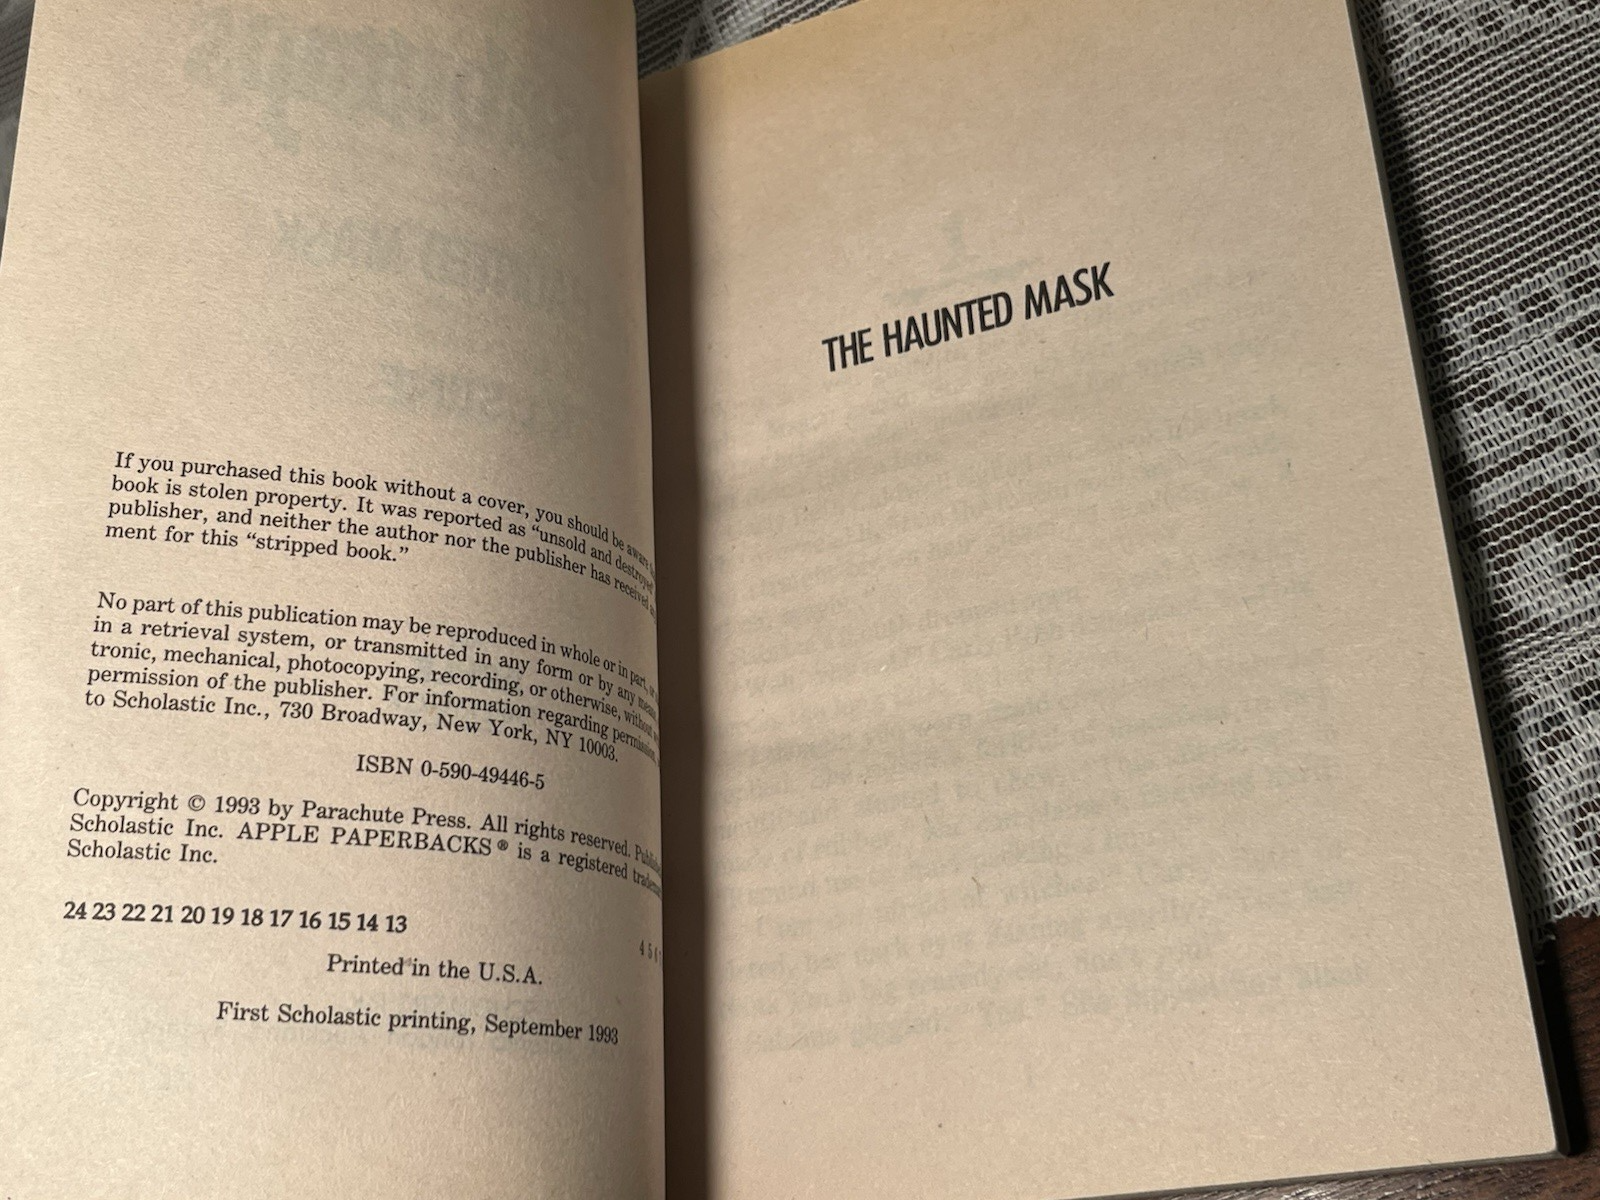 If you purchased this book without a cover, you should be aware
book is stolen property. It was reported as “unsold and destroyed
publisher, and neither the author nor the publisher has received
ment for this “stripped book.”
No part of this publication may be reproduced in whole or in part, or
in a retrieval system, or transmitted in any form or by any means,
tronic, mechanical, photocopying, recording, or otherwise, without
permission of the publisher. For information regarding permission,
to Scholastic Inc., 730 Broadway, New York, NY 10003.
ISBN 0-590-49446-5
Copyright © 1993 by Parachute Press. All rights reserved.
Scholastic Inc. APPLE PAPERBACKS ® is a registered
Scholastic Inc.
24 23 22 21 20 19 18 17 16 15 14 13
4 5 6
Printed in the U.S.A.
First Scholastic printing, September 1993
THE HAUNTED MASK